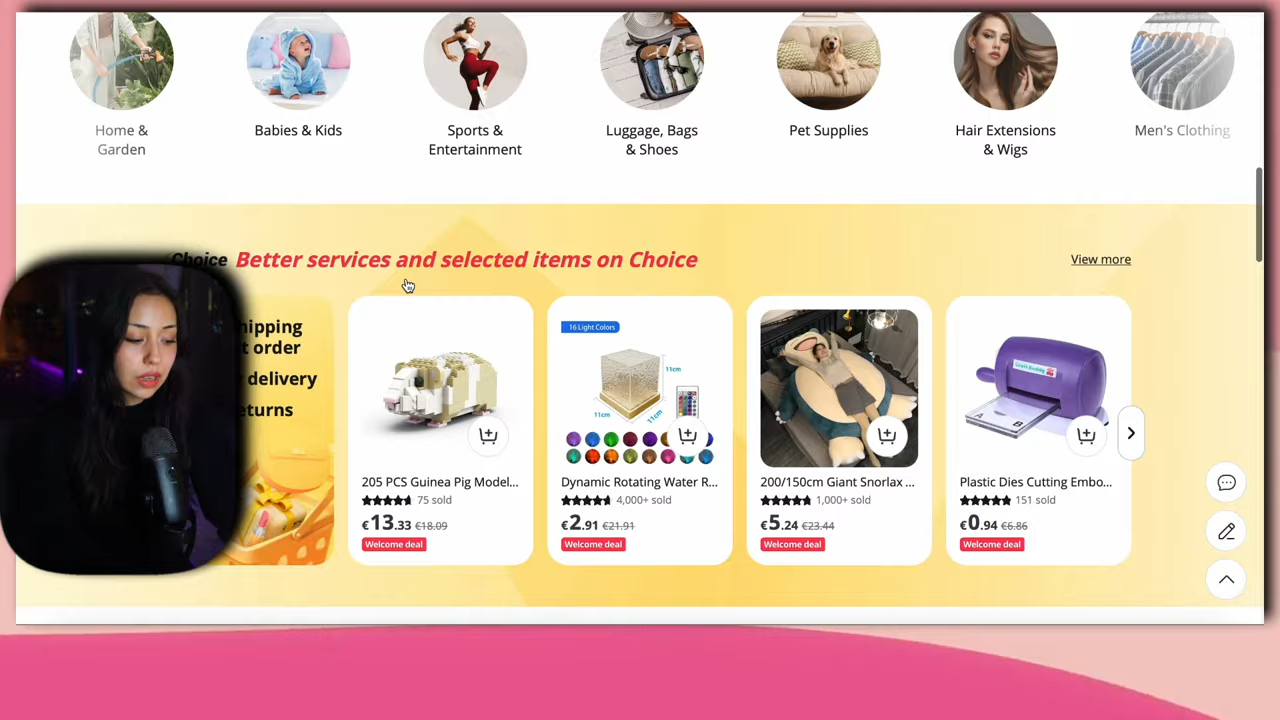 Home &
Garden
Babies & Kids
Sports &
Entertainment
Luggage, Bags
& Shoes
Pet Supplies
Hair Extensions
& Wigs
Men's Clothing
Choice Better services and selected items on Choice
View more
order
delivery
16 Light Colors
11cm
11cm
11cm
A
B
205 PCS Guinea Pig Model...
75 sold
€13.33 €18.09
Welcome deal
Dynamic Rotating Water R...
4,000+ sold
€2.91 €21.91
Welcome deal
200/150cm Giant Snorlax ...
1,000+ sold
€5.24 €23.44
Welcome deal
Plastic Dies Cutting Embo...
151 sold
€0.94 €6.86
Welcome deal